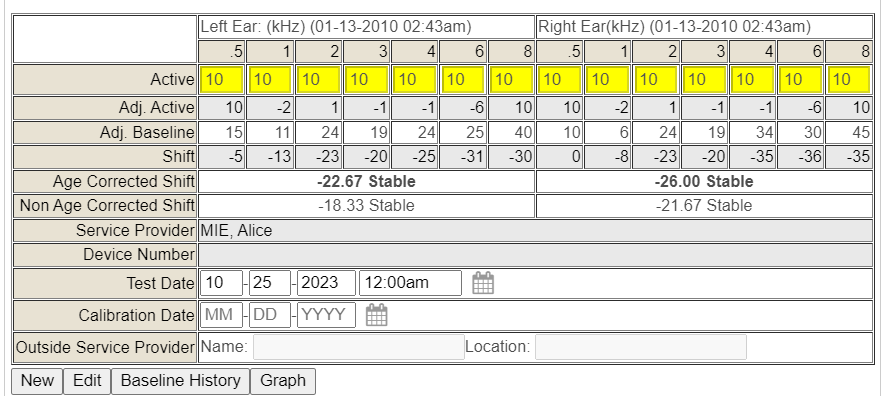 Left Ear: (kHz) (01-13-2010 02:43am) Right Ear(kHz) (01-13-2010 02:43am)
.5 1 2 3 4 6 8 .5 1 2 3 4 6 8
Active 10 10 10 10 10 10 10 10 10 10 10 10 10 10
Adj. Active 10 -2 1 -1 -1 -6 10 10 -2 1 -1 -1 -6 10
Adj. Baseline 15 11 24 19 24 25 40 10 6 24 19 34 30 45
Shift -5 -13 -23 -20 -25 -31 -30 0 -8 -23 -20 -35 -36 -35
Age Corrected Shift -22.67 Stable -26.00 Stable
Non Age Corrected Shift -18.33 Stable -21.67 Stable
Service Provider MIE, Alice
Device Number
Test Date 10 - 25 - 2023 12:00am
Calibration Date MM - DD - YYYY
Outside Service Provider Name: Location:
New Edit Baseline History Graph